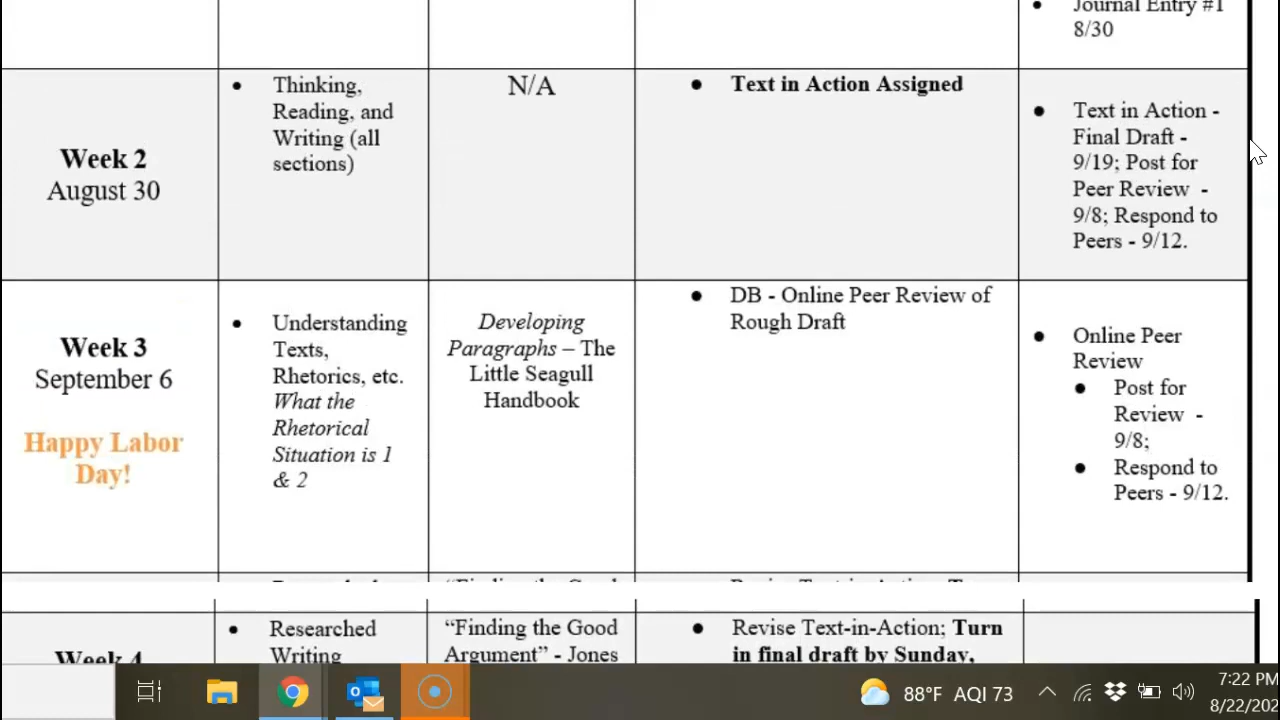 Journal Entry #1
8/30
Week 2
August 30
Thinking,
Reading, and
Writing (all
sections)
N/A
Text in Action Assigned
Text in Action -
Final Draft -
9/19; Post for
Peer Review -
9/8; Respond to
Peers - 9/12.
Week 3
September 6
Happy Labor
Day!
Understanding
Texts,
Rhetorics, etc.
What the
Rhetorical
Situation is 1
& 2
Developing
Paragraphs – The
Little Seagull
Handbook
DB - Online Peer Review of
Rough Draft
Online Peer
Review
Post for
Review -
9/8;
Respond to
Peers - 9/12.
Week 4
Researched
Writing
“Finding the Good
Argument” - Jones
Revise Text-in-Action; Turn
in final draft by Sunday,
88°F AQI 73
7:22 PM
8/22/202